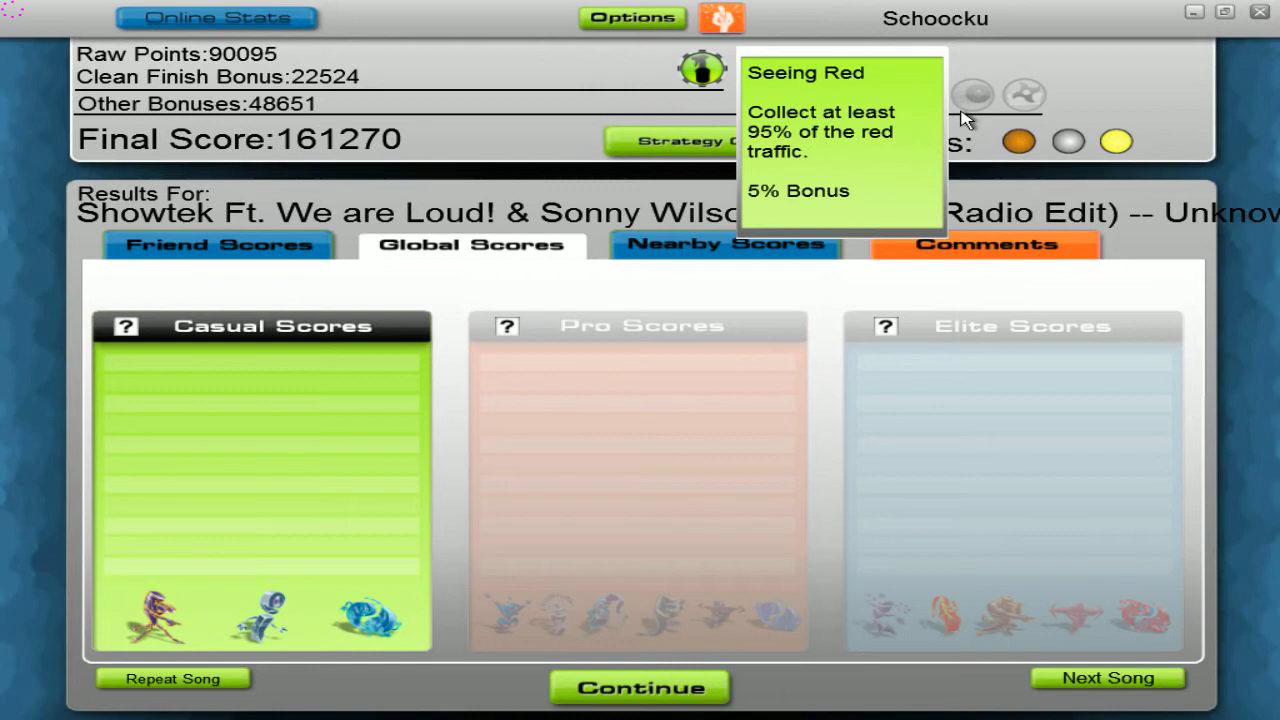 Online Stats
Options
Schoocku
Raw Points:90095
Clean Finish Bonus:22524
Other Bonuses:48651
Final Score:161270
Strategy
s:
Seeing Red
Collect at least
95% of the red
traffic.
5% Bonus
Results For:
Showtek Ft. We are Loud! & Sonny Wils Radio Edit) -- Unkno
Friend Scores
Global Scores
Nearby Scores
Comments
? Casual Scores
? Pro Scores
? Elite Scores
Repeat Song
Continue
Next Song